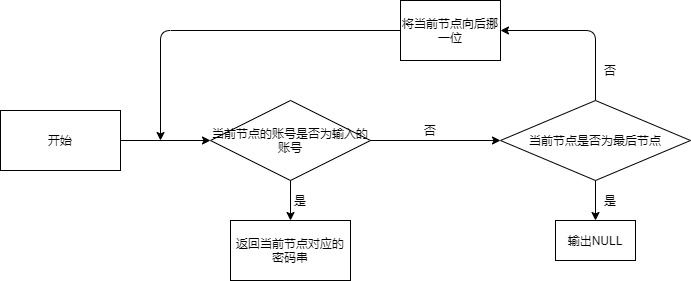 将当前节点向后挪
一位
否
开始
当前节点的账号是否为输入的
账号
否
当前节点是否为最后节点
是
是
返回当前节点对应的
密码串
输出NULL